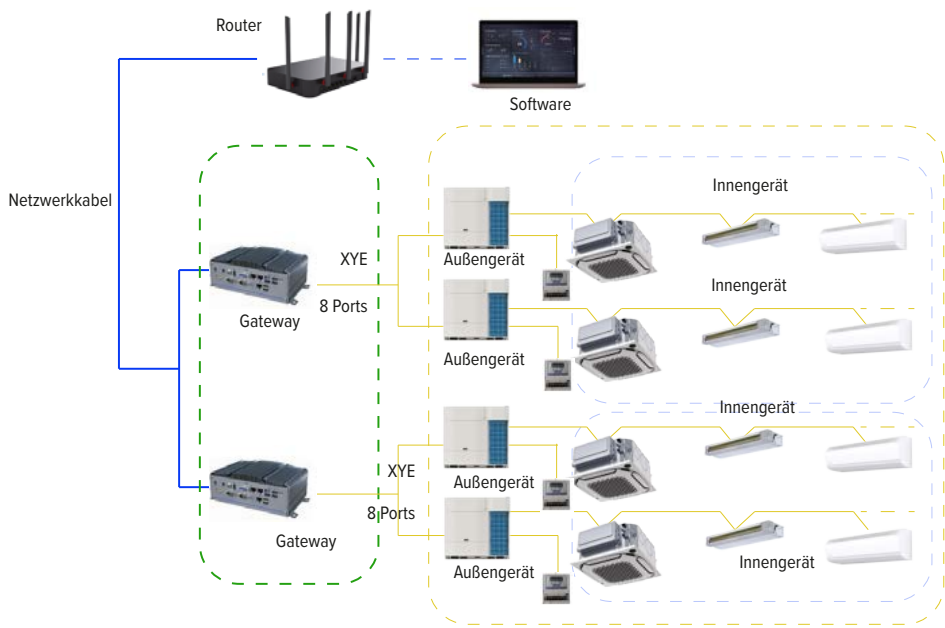 Router
Software
Netzwerkkabel
Innengerät
XYE
Außengerät
8 Ports
Gateway
Innengerät
Außengerät
Innengerät
XYE
Außengerät
8 Ports
Gateway
Innengerät
Außengerät